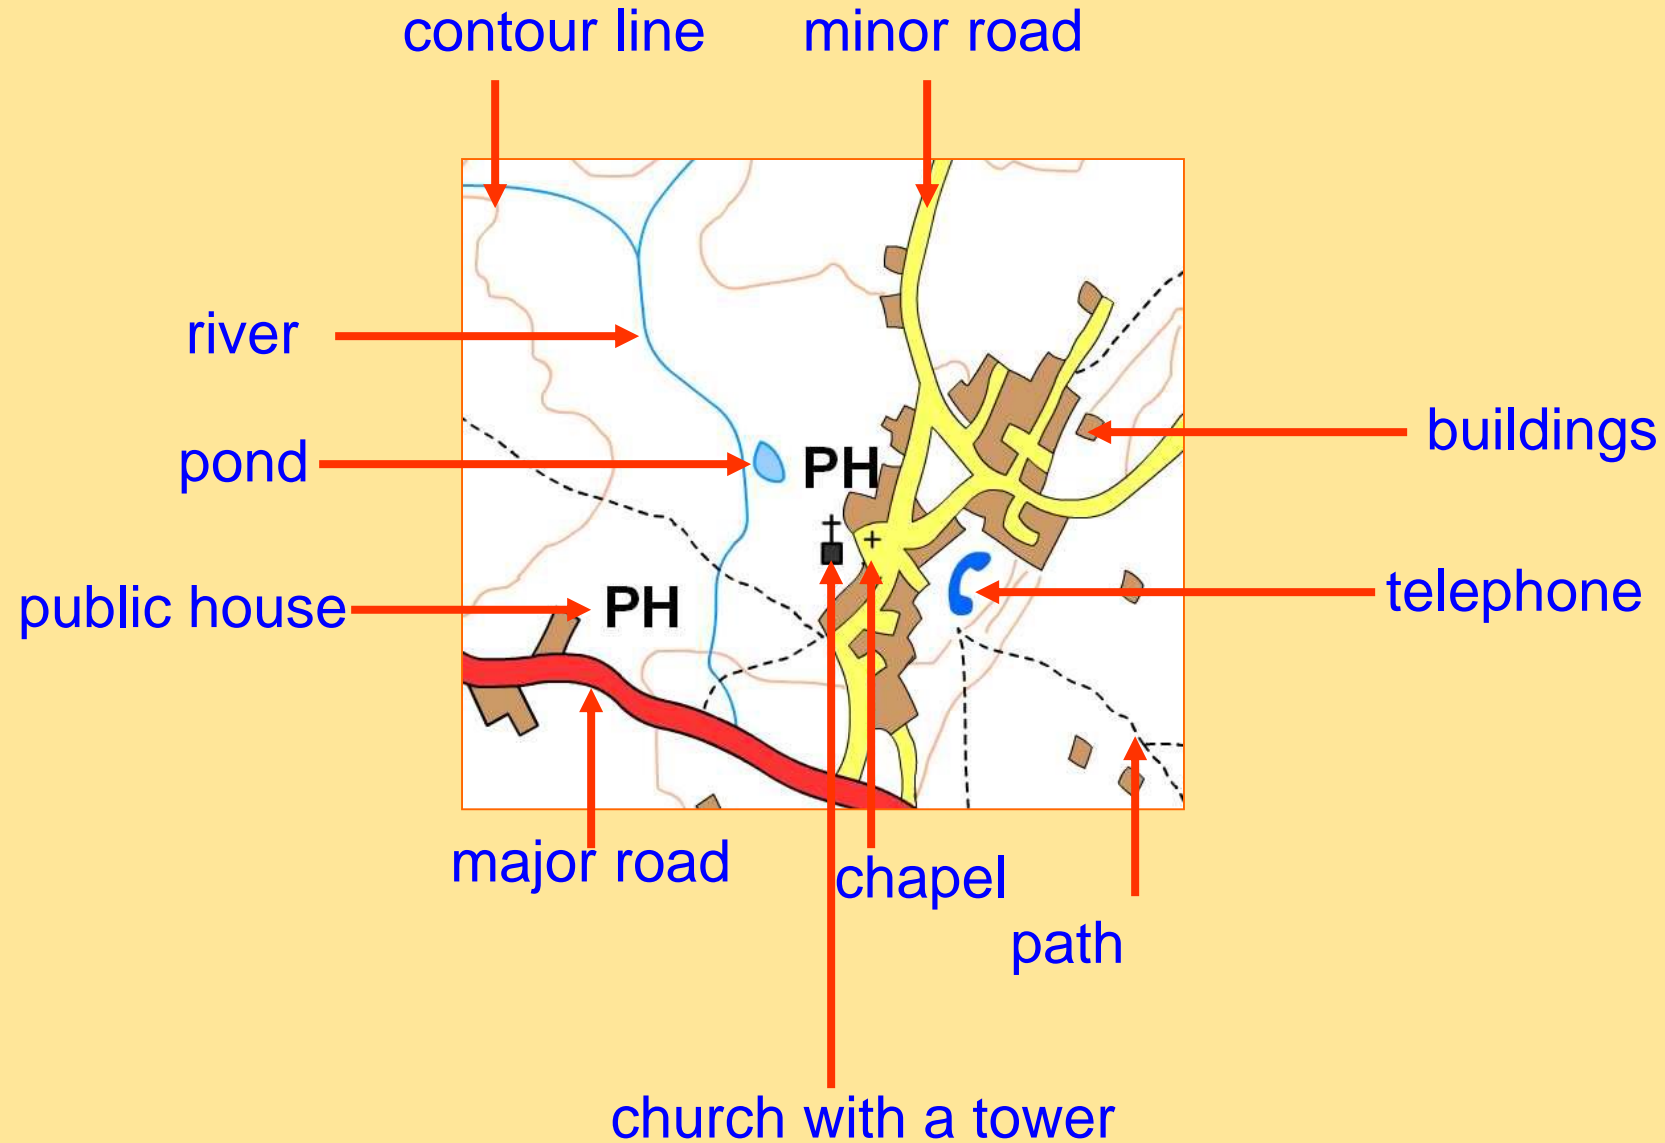 contour line
minor road
river
buildings
pond
PH
public house
PH
telephone
major road
chapel
path
church with a tower